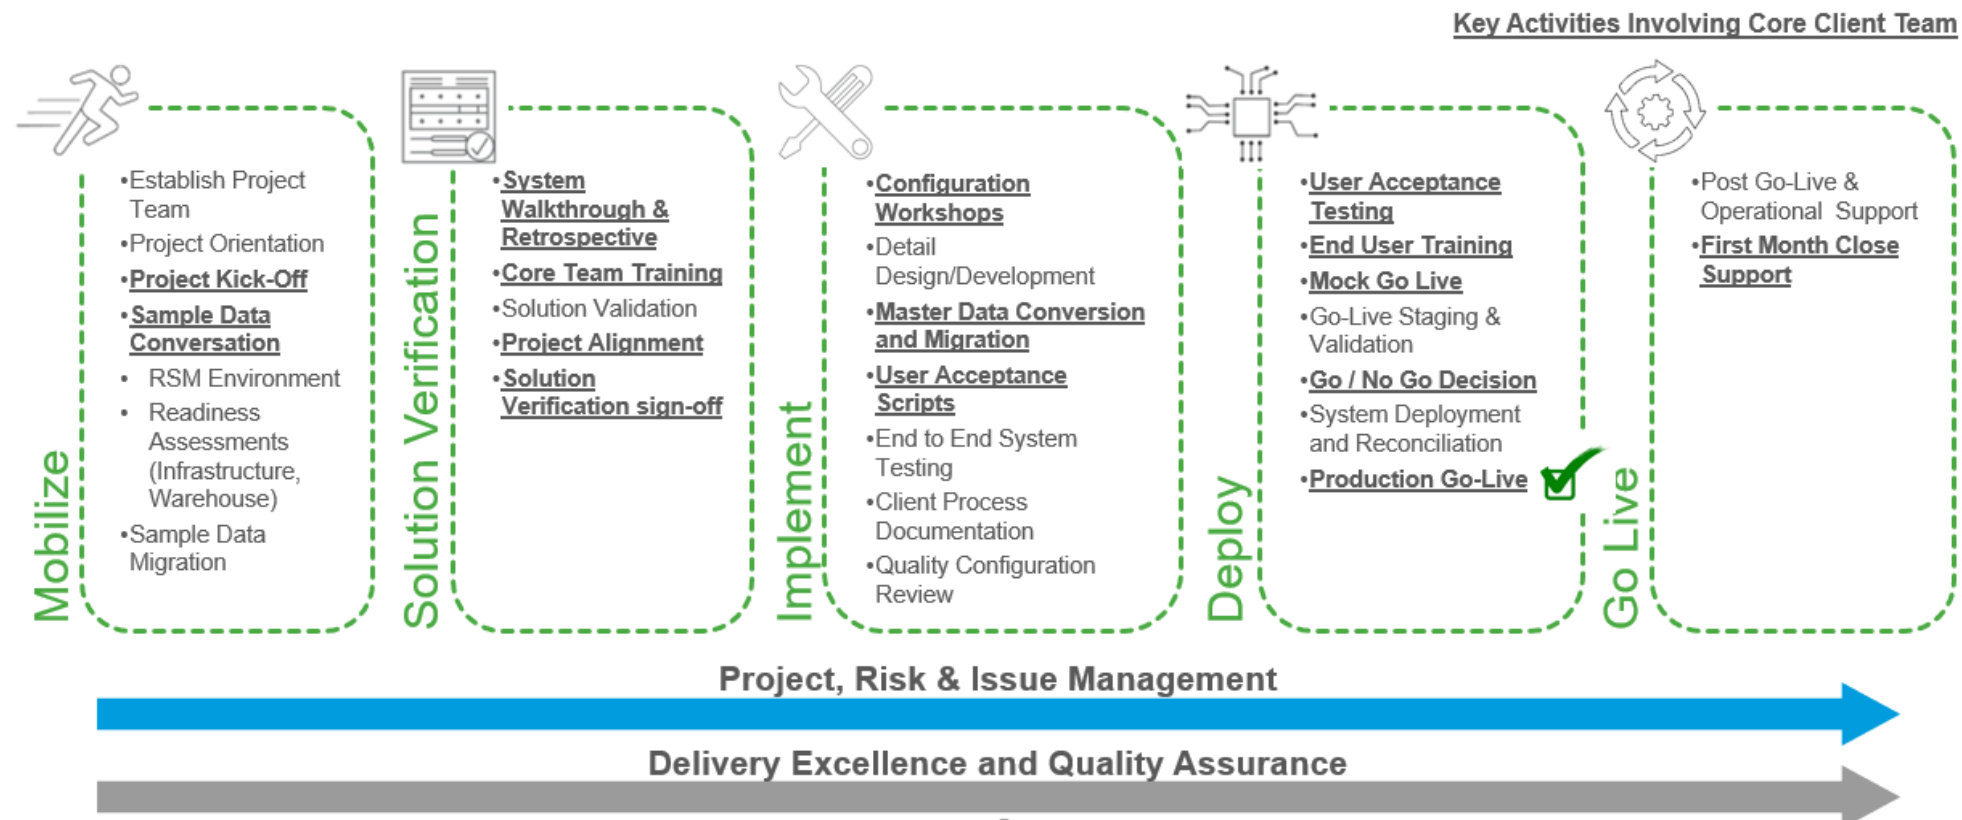 Key Activities Involving Core Client Team
Mobilize
•Establish Project
Team
•Project Orientation
•Project Kick-Off
•Sample Data
Conversation
• RSM Environment
• Readiness
Assessments
(Infrastructure,
Warehouse)
•Sample Data
Migration
Solution Verification
•System
Walkthrough &
Retrospective
•Core Team Training
•Solution Validation
•Project Alignment
•Solution
Verification sign-off
Implement
•Configuration
Workshops
•Detail
Design/Development
•Master Data Conversion
and Migration
•User Acceptance
Scripts
•End to End System
Testing
•Client Process
Documentation
•Quality Configuration
Review
Deploy
•User Acceptance
Testing
•End User Training
•Mock Go Live
•Go-Live Staging &
Validation
•Go / No Go Decision
•System Deployment
and Reconciliation
•Production Go-Live
Go Live
•Post Go-Live &
Operational Support
•First Month Close
Support
Project, Risk & Issue Management
Delivery Excellence and Quality Assurance